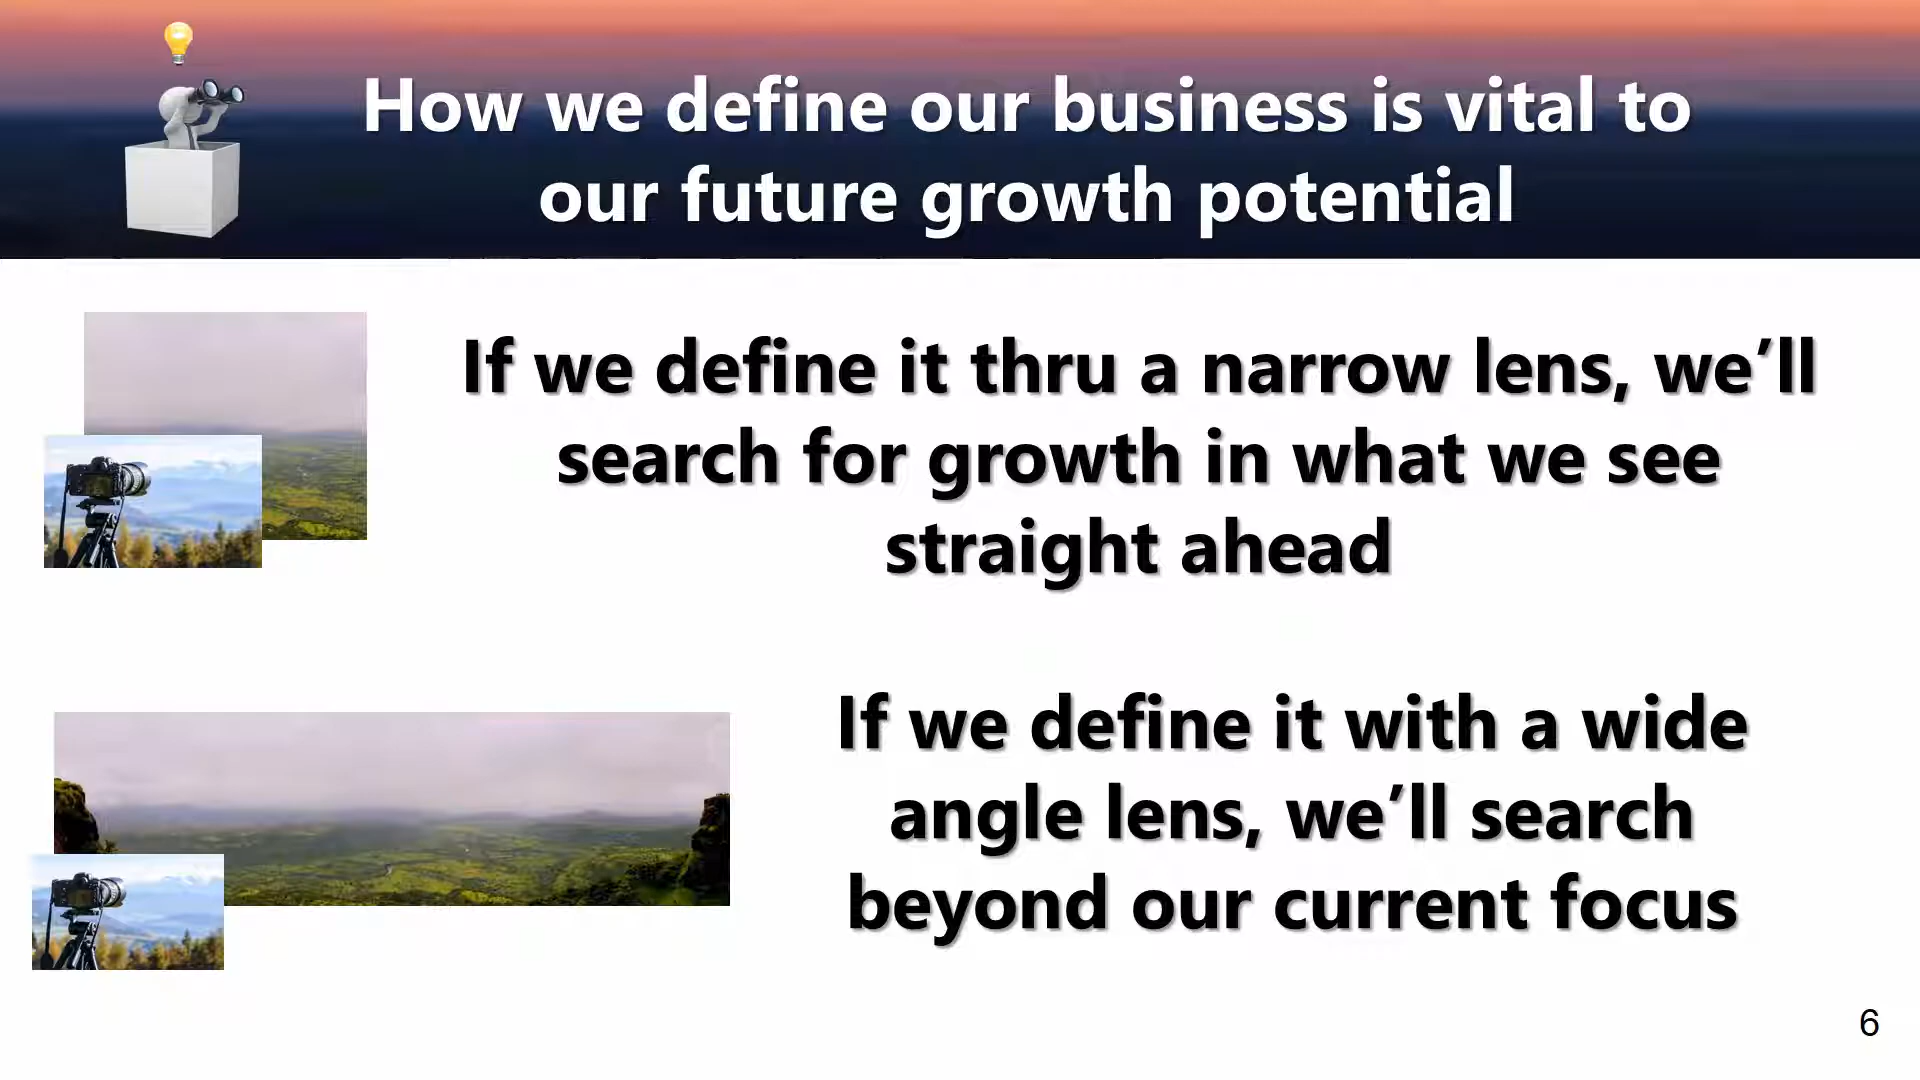 How we define our business is vital to
our future growth potential
If we define it thru a narrow lens, we’ll
search for growth in what we see
straight ahead
If we define it with a wide
angle lens, we’ll search
beyond our current focus
6